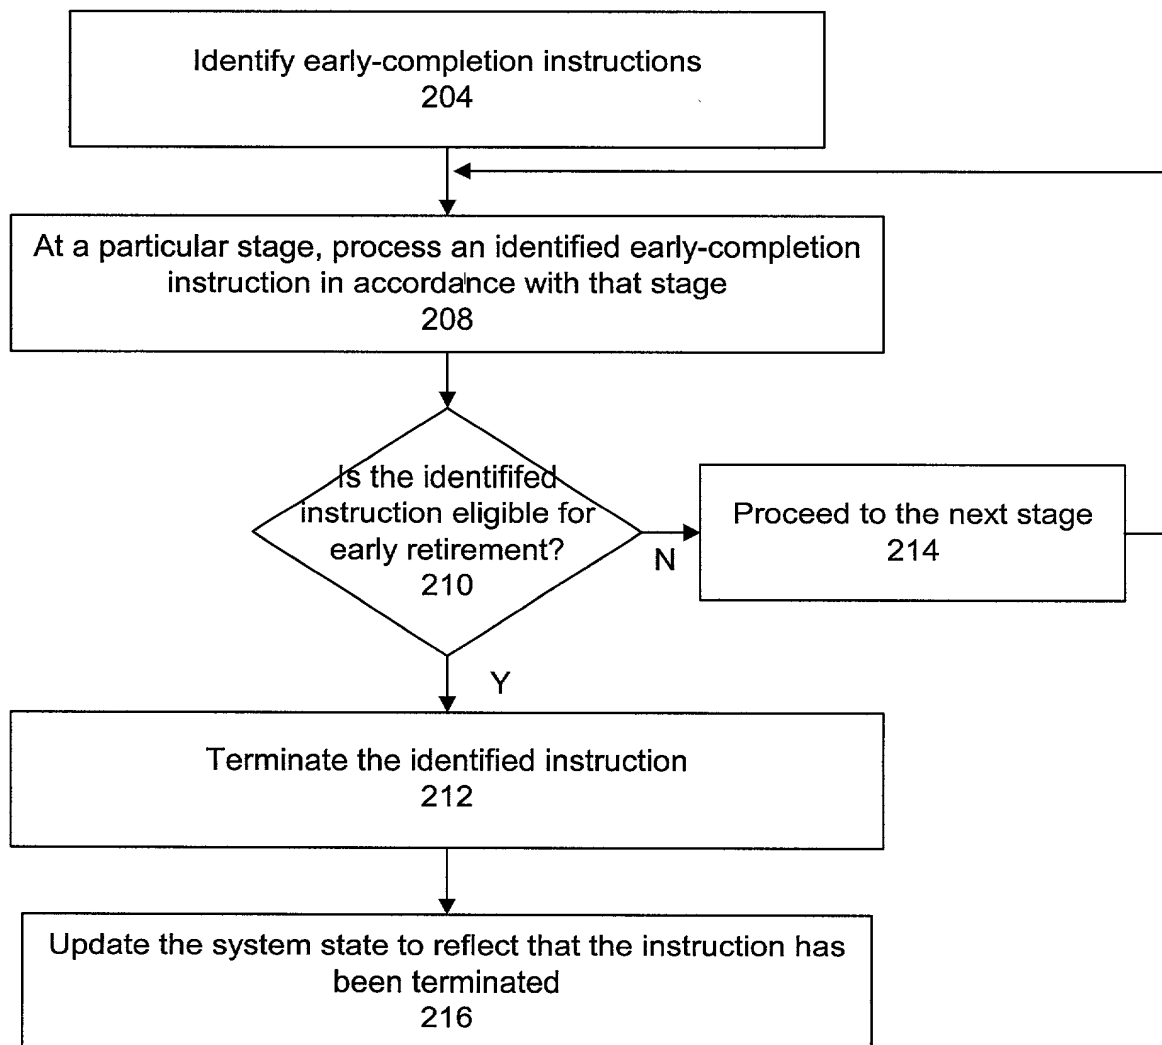 Identify early-completion instructions
204
At a particular stage, process an identified early-completion
instruction in accordance with that stage
208
Is the identififed
instruction eligible for
early retirement?
210
N
Proceed to the next stage
214
Y
Terminate the identified instruction
212
Update the system state to reflect that the instruction has
been terminated
216